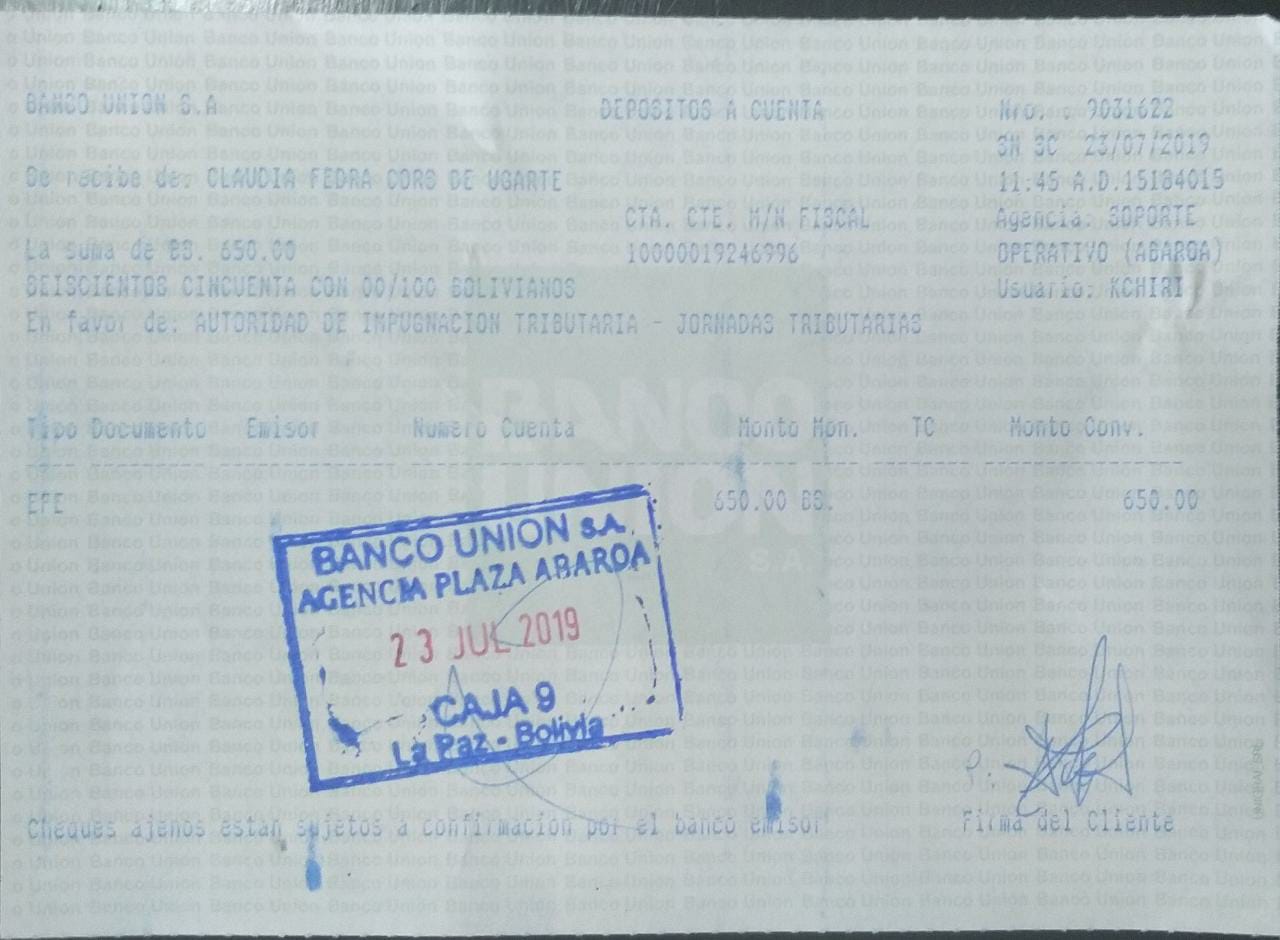 BANCO UNION S.A
DEPOSITOS A CUENTA
Nro. : 9031622
SN SC 23/07/2019
Se recibe de: CLAUDIA FEDRA CORS DE UGARTE
11:45 A.D.15184015
CTA. CTE. M/N FISCAL
Agencia: SOPORTE
La suma de BS. 650.00
10000019246996
OPERATIVO (ABAROA)
SEISCIENTOS CINCUENTA CON 00/100 BOLIVIANOS
Usuario: KCHIRI
En favor de: AUTORIDAD DE IMPUGNACION TRIBUTARIA - JORNADAS TRIBUTARIAS
BANCO
UNION
S.A.
Tipo Documento Emisor Numero Cuenta Monto Mon. TC Monto Conv.
EFE 650.00 BS. 650.00
BANCO UNION S.A.
AGENCIA PLAZA ABAROA
23 JUL 2019
CAJA 9
La Paz - Bolivia
Cheques ajenos estan sujetos a confirmacion por el banco emisor
Firma del Cliente